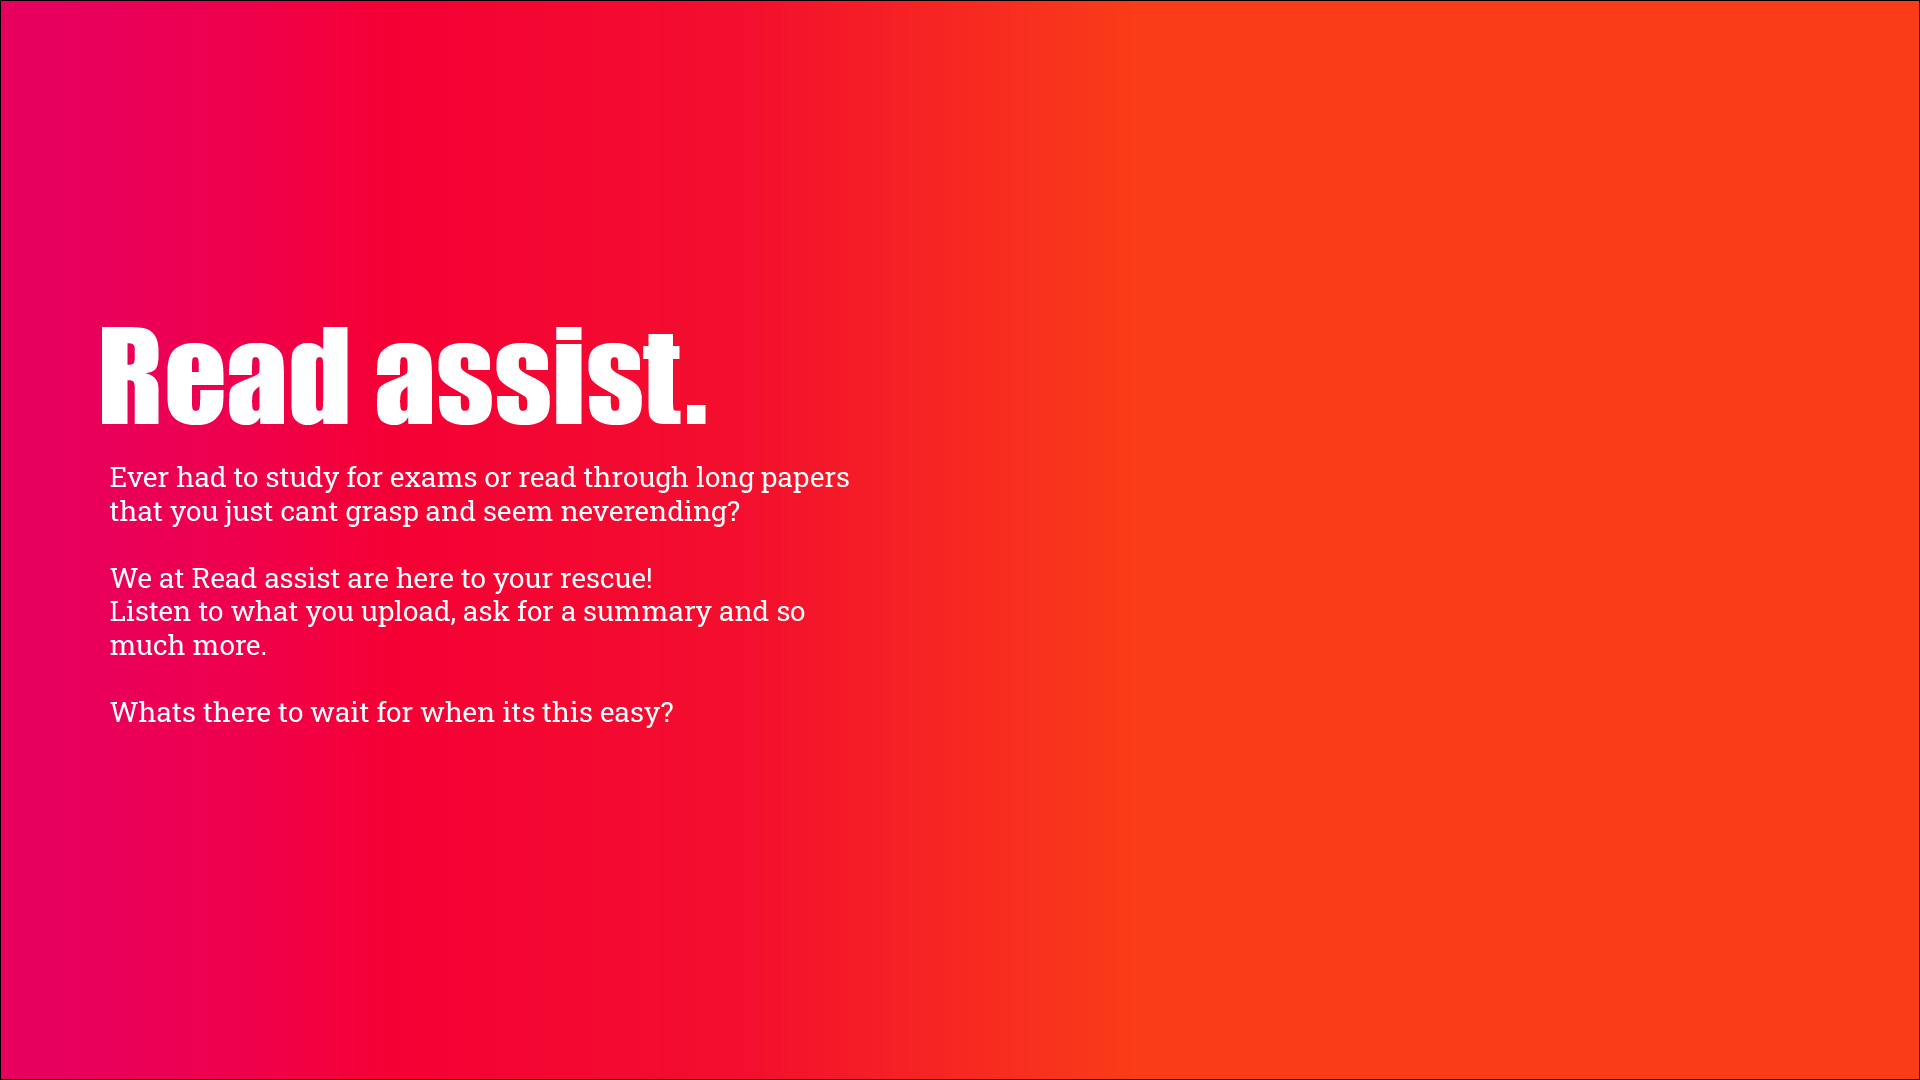 Read assist.
Ever had to study for exams or read through long papers
that you just cant grasp and seem neverending?
We at Read assist are here to your rescue!
Listen to what you upload, ask for a summary and so
much more.
Whats there to wait for when its this easy?